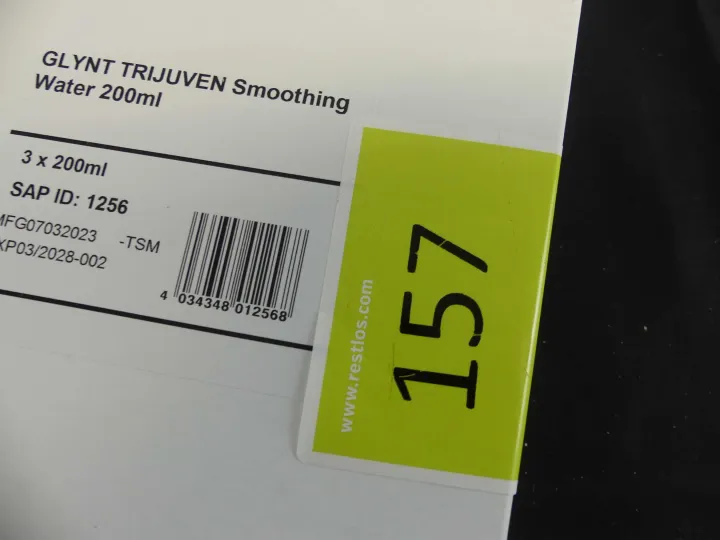 GLYNT TRIJUVEN Smoothing
Water 200ml
3 x 200ml
SAP ID: 1256
MFG07032023 -TSM
XP03/2028-002
4 034348 012568
www.restlos.com
157